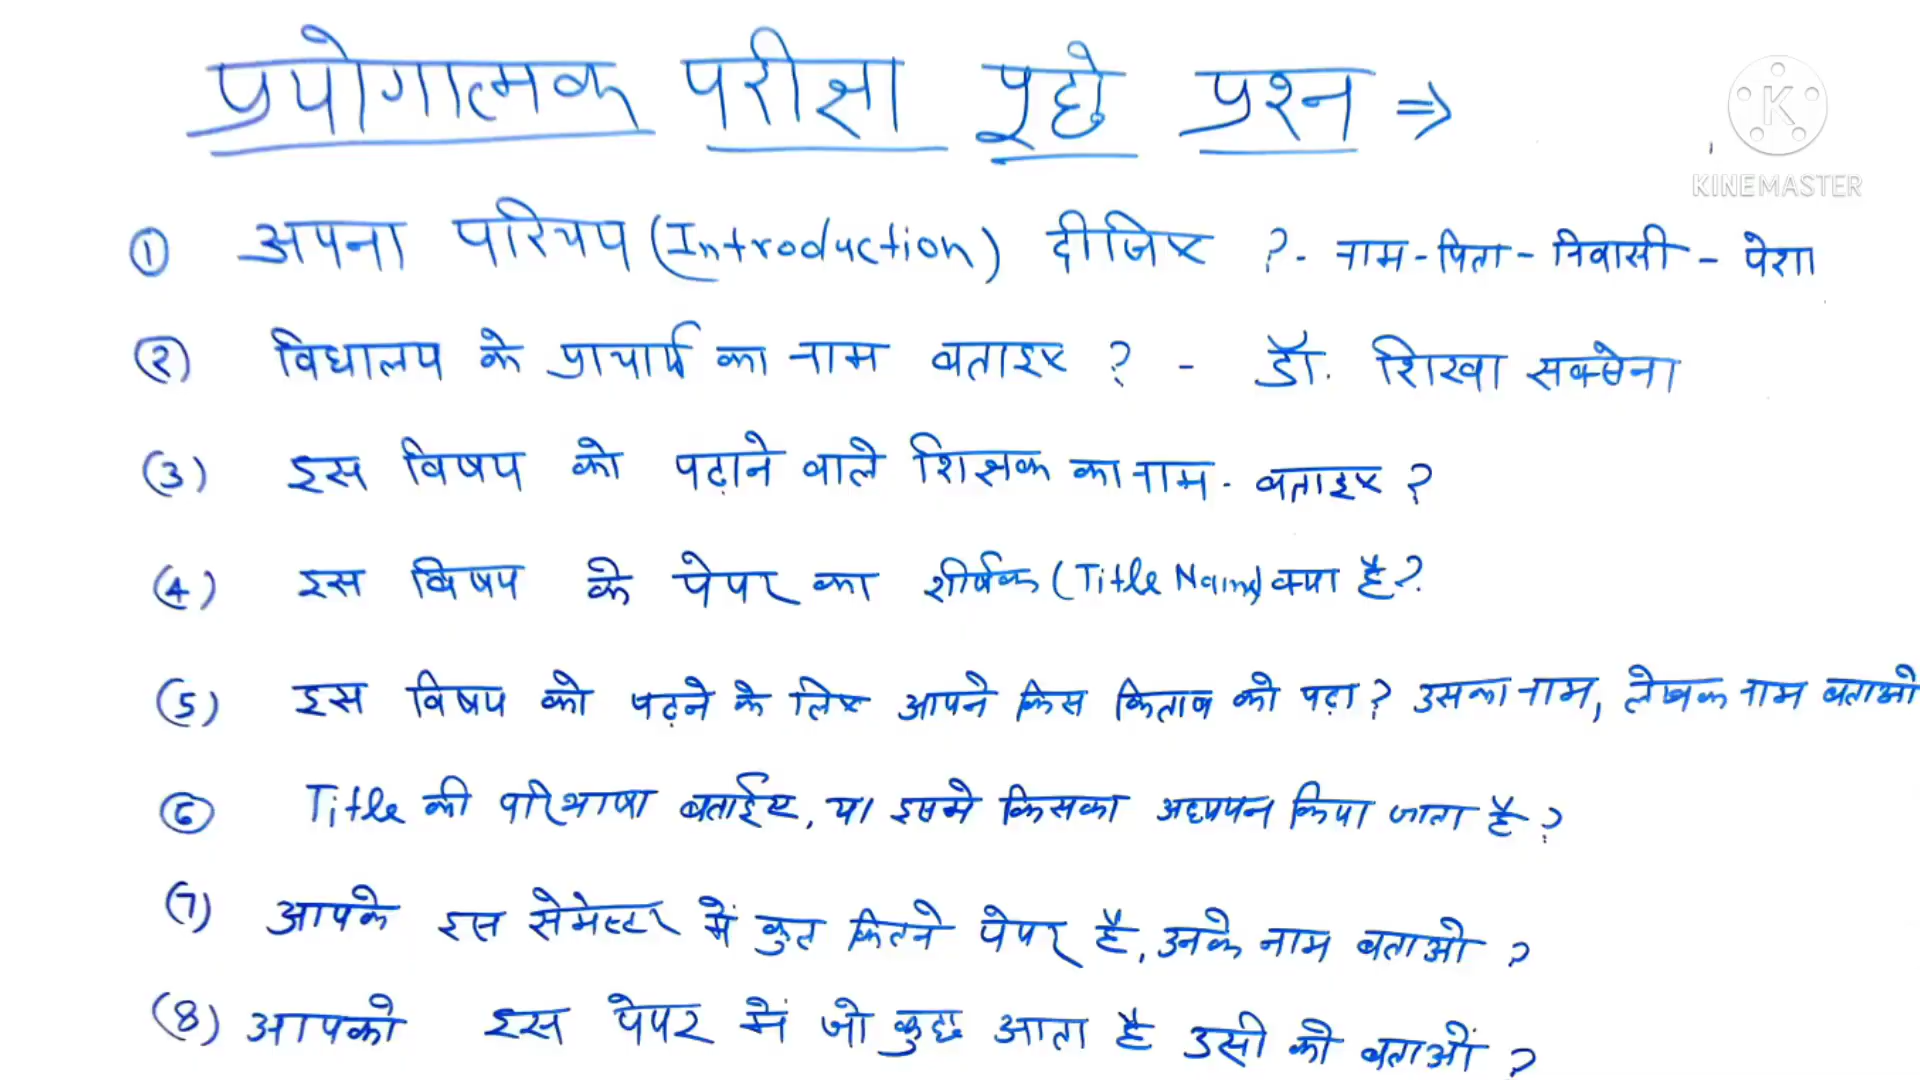 प्रयोगात्मक परीक्षा पूछे प्रश्न ⇒
K
KINEMASTER
① अपना परिचय (Introduction) दीजिए ? - नाम - पिता - निवासी - पेशा
(२) विधालय के प्राचार्य का नाम बताइए ? - डॉ. शिखा सक्सेना
(3) इस विषय को पढ़ाने वाले शिक्षक का नाम - बताइए ?
(4) इस विषय के पेपर का शीर्षक (Title Name) क्या है ?
(5) इस विषय को पढ़ने के लिए आपने किस किताब को पढ़ा ? उसका नाम, लेखक नाम बताओ
⑥ Title की परिभाषा बताईए, या इसमे किसका अध्ययन किया जाता है ?
(7) आपके इस सेमेस्टर में कुल कितने पेपर है, उनके नाम बताओ ?
(8) आपको इस पेपर में जो कुछ आता है उसी को बताओं ?